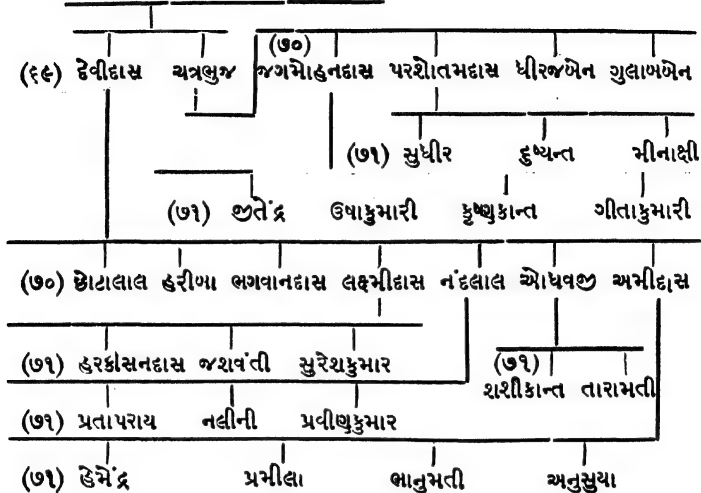 (૭૦)
(૬૯) દેવીદાસ ચત્રભુજ જગમોહનદાસ પરશોતમદાસ ધીરજબેન ગુલાબબેન
(૭૧) સુધીર દુષ્યન્ત મીનાક્ષી
(૭૧) જીતેંદ્ર ઉષાકુમારી કૃષ્ણકાન્ત ગીતાકુમારી
(૭૦) છોટાલાલ હરીબા ભગવાનદાસ લક્ષ્મીદાસ નંદલાલ ઓધવજી અમીદાસ
(૭૧) હરકીસનદાસ જશવંતી સુરેશકુમાર
(૭૧)
શશીકાન્ત તારામતી
(૭૧) પ્રતાપરાય નલીની પ્રવીણકુમાર
(૭૧) હેમેંદ્ર પ્રમીલા ભાનુમતી અનુસુયા